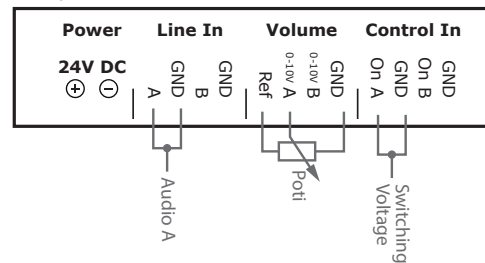 Power Line In Volume Control In
24V DC
+ −
A
GND
B
GND
Ref
0-10V A
0-10V B
GND
On A
GND
On B
GND
Audio A
Poti
Switching
Voltage